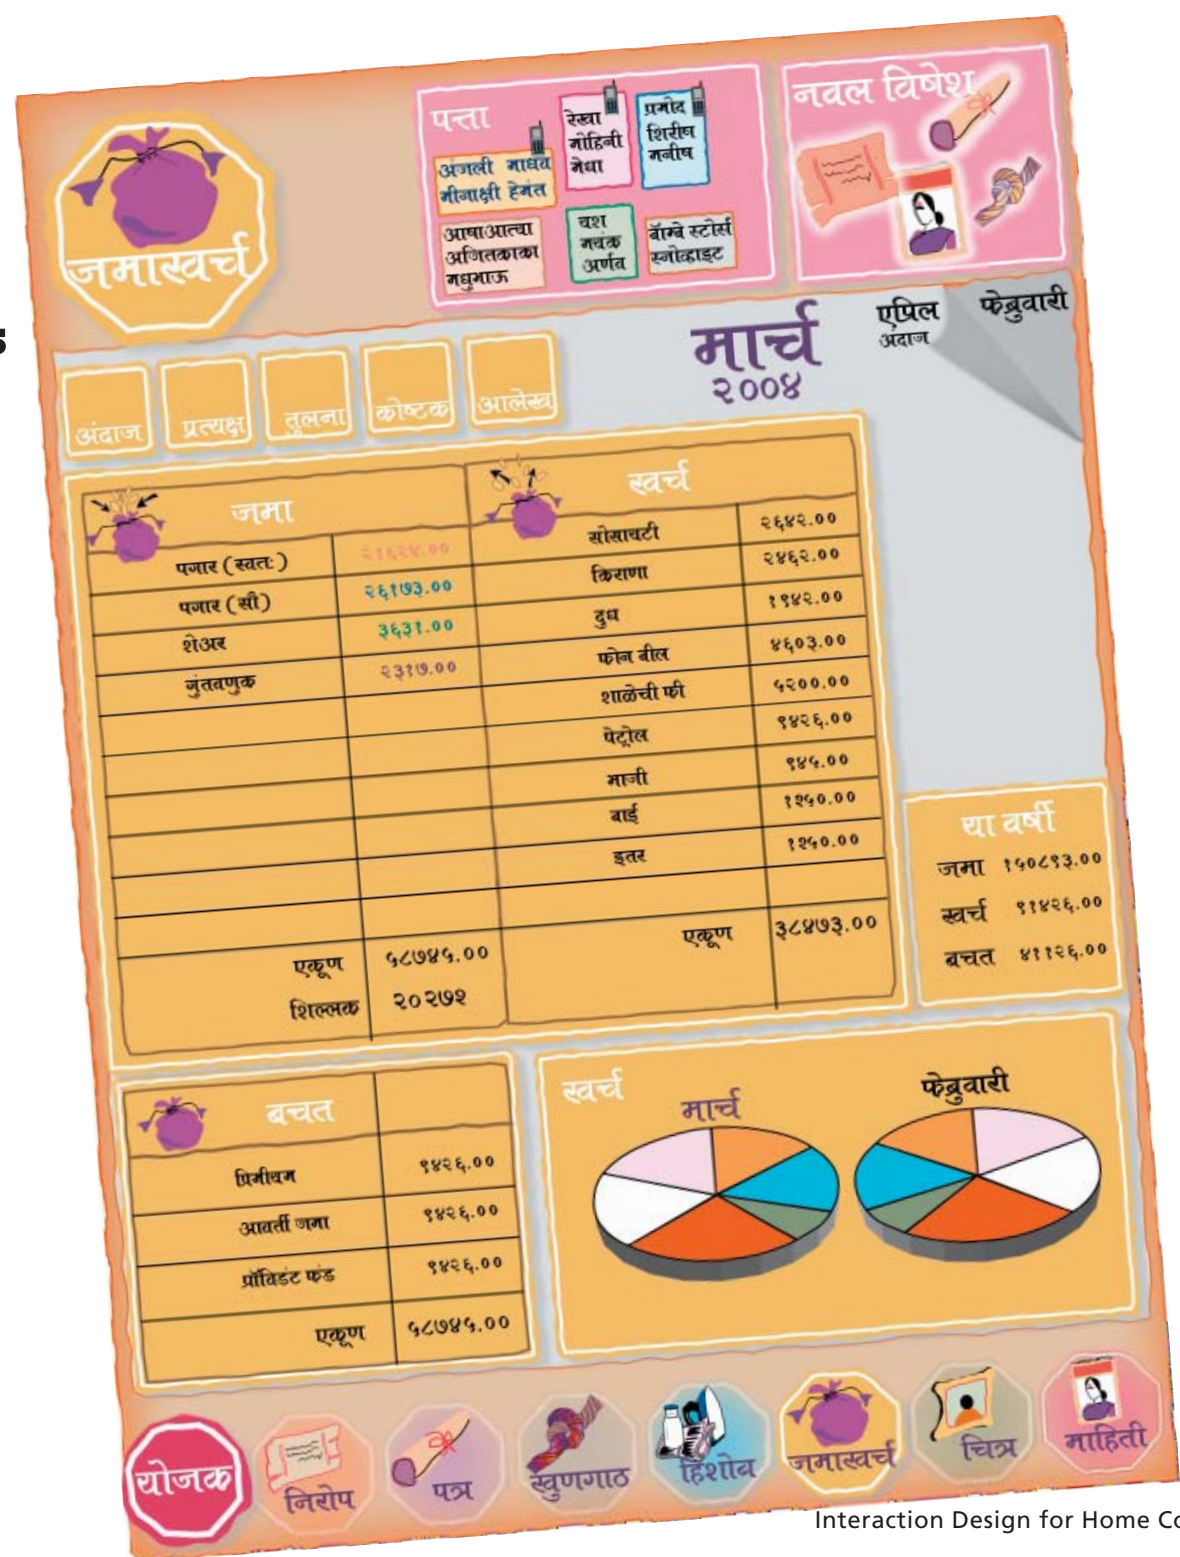 जमाखर्च
पत्ता
अंजली माधव
मीनाक्षी हेमंत
रेखा
मोहिनी
मेधा
प्रमोद
शिरीष
मनीष
आषाआत्या
अजितकाका
मधुमाऊ
यश
मयंक
अर्णव
बॉम्बे स्टोर्स
स्नोव्हाइट
नवल विषेश
मार्च
२००४
एप्रिल
अंदाज
फेब्रुवारी
अंदाज
प्रत्यक्ष
तुलना
कोष्टक
आलेख
जमा
पगार (स्वतः) २१६२४.००
पगार (सौ) २६१७३.००
शेअर ३६३१.००
गुंतवणुक २३१७.००
एकूण ५८७४५.००
शिल्लक २०२७२
खर्च
सोसायटी २६४२.००
किराणा २४६२.००
दुध १९४२.००
फोन बील ४६०३.००
शाळेची फी ५२००.००
पेट्रोल ९४२६.००
भाजी ९४५.००
बाई १२५०.००
इतर १२५०.००
एकूण ३८४७३.००
या वर्षी
जमा १५०८९३.००
खर्च ९१४२६.००
बचत ४११२६.००
बचत
प्रिमीयम ९४२६.००
आवर्ती जमा ९४२६.००
प्रॉविडंट फंड ९४२६.००
एकूण ५८७४५.००
खर्च
मार्च
फेब्रुवारी
योजक
निरोप
पत्र
खुणगाठ
हिशोब
जमाखर्च
चित्र
माहिती
Interaction Design for Home Co